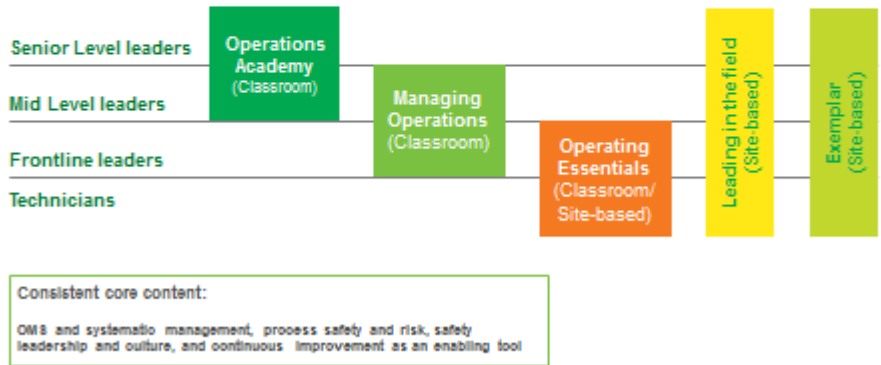 Senior Level leaders
Mid Level leaders
Frontline leaders
Technicians
Operations
Academy
(Classroom)
Managing
Operations
(Classroom)
Operating
Essentials
(Classroom/
Site-based)
Leading in the field
(Site-based)
Exemplar
(Site-based)
Consistent core content:
OMS and systematic management, process safety and risk, safety
leadership and culture, and continuous improvement as an enabling tool